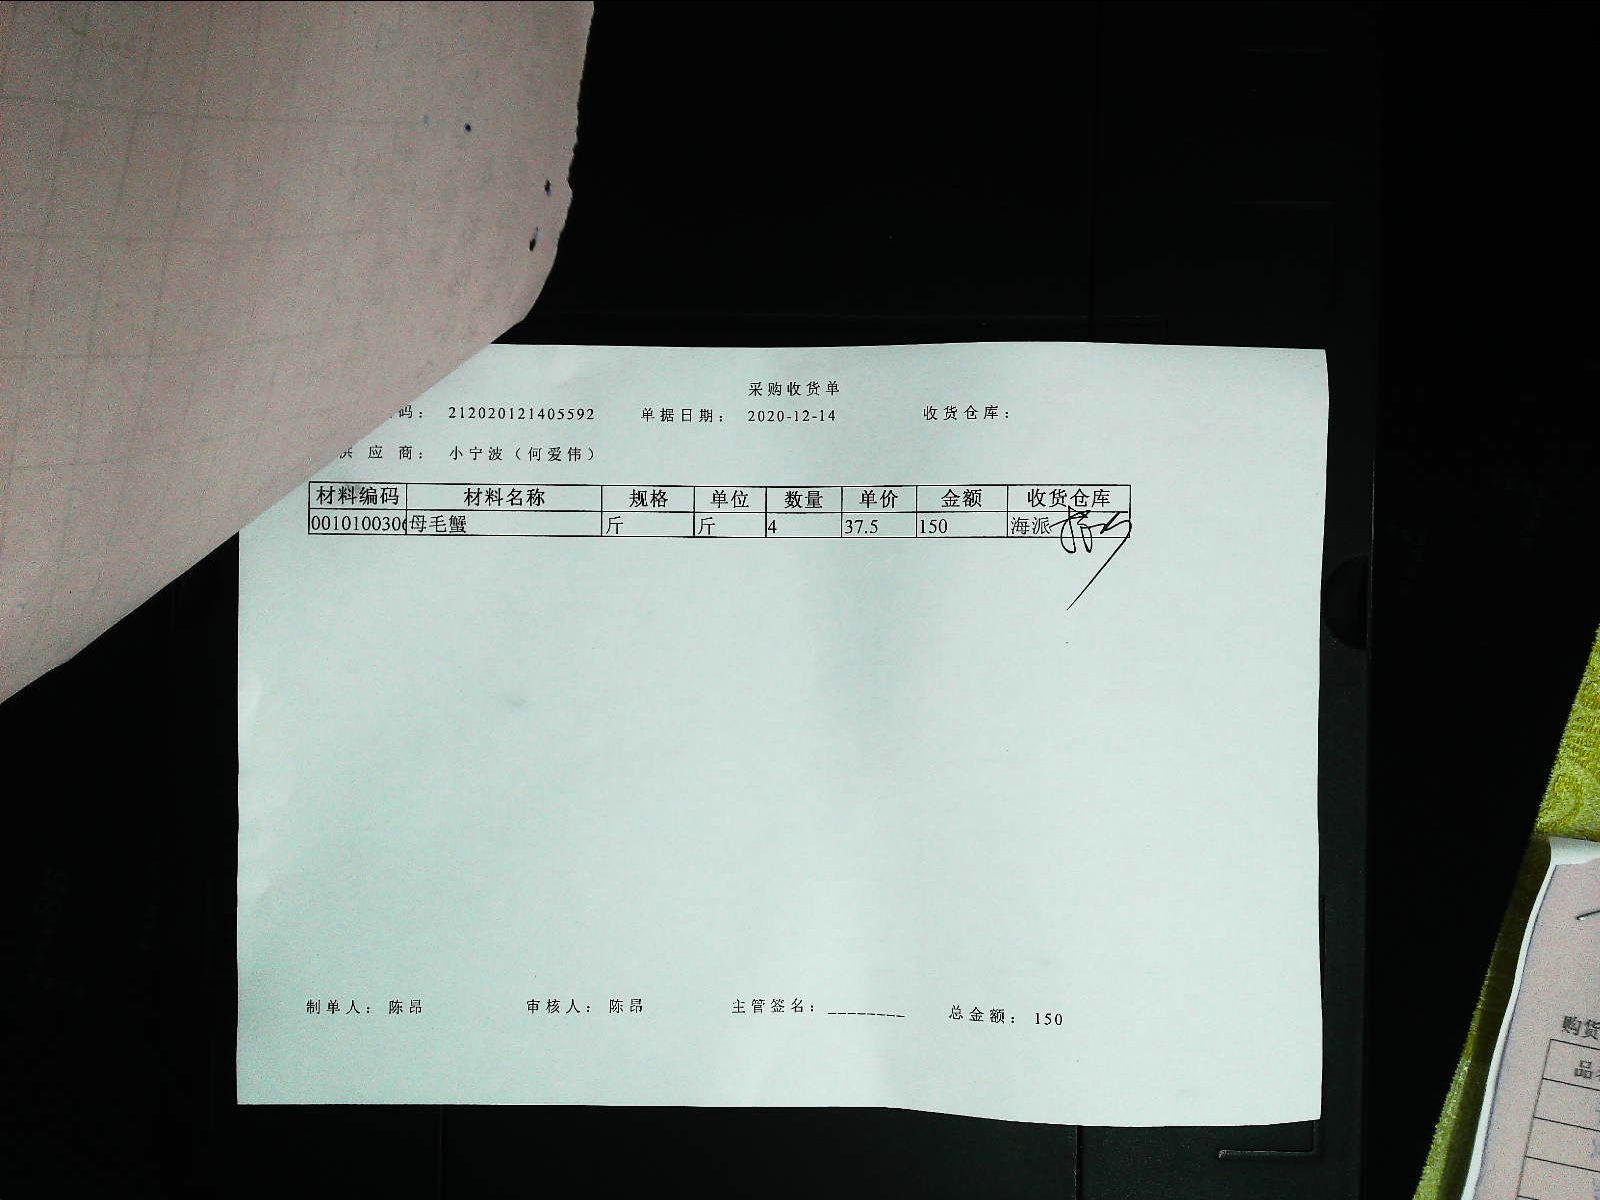 采购收货单
码： 212020121405592 单据日期： 2020-12-14 收货仓库：
供应商： 小宁波（何爱伟）
材料编码 材料名称 规格 单位 数量 单价 金额 收货仓库
0010100306 母毛蟹 斤 斤 4 37.5 150 海派
制单人： 陈昂 审核人： 陈昂 主管签名：________ 总金额： 150
购货
品